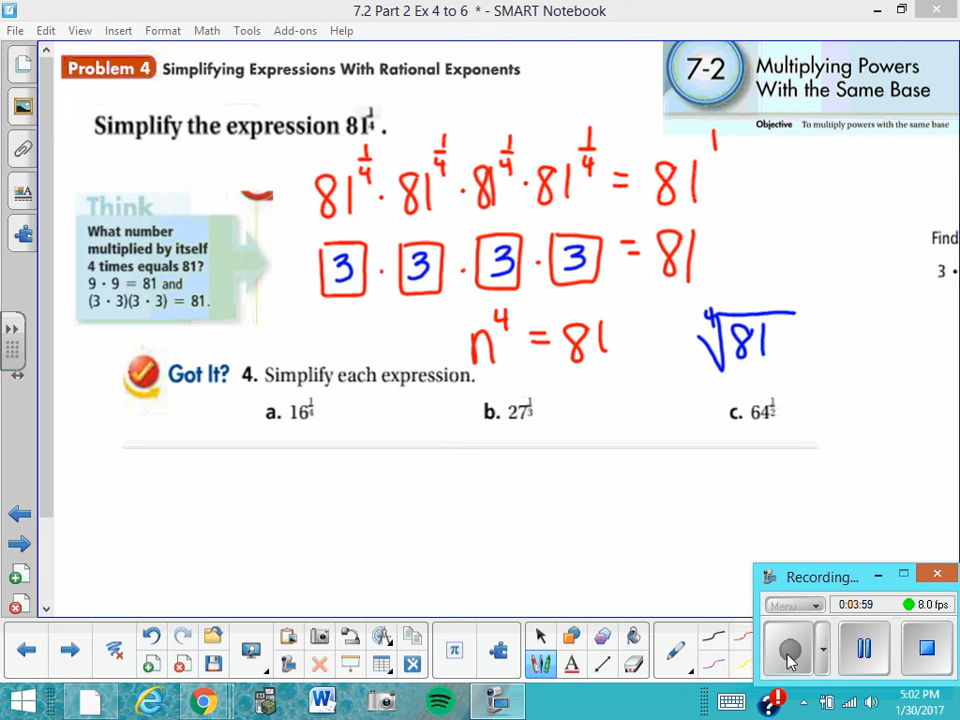 7.2 Part 2 Ex 4 to 6 * - SMART Notebook
File Edit View Insert Format Math Tools Add-ons Help
Problem 4 Simplifying Expressions With Rational Exponents
7-2 Multiplying Powers
With the Same Base
Objective To multiply powers with the same base
Simplify the expression 81^(1/4).
81^(1/4) · 81^(1/4) · 81^(1/4) · 81^(1/4) = 81^1
Think
What number
multiplied by itself
4 times equals 81?
9 · 9 = 81 and
(3 · 3)(3 · 3) = 81.
3 · 3 · 3 · 3 = 81
Find
3 ·
n^4 = 81
∜81
Got It? 4. Simplify each expression.
a. 16^(1/4) b. 27^(1/3) c. 64^(1/2)
Recording...
Menu 0:03:59 8.0 fps
π
A
W
5:02 PM
1/30/2017